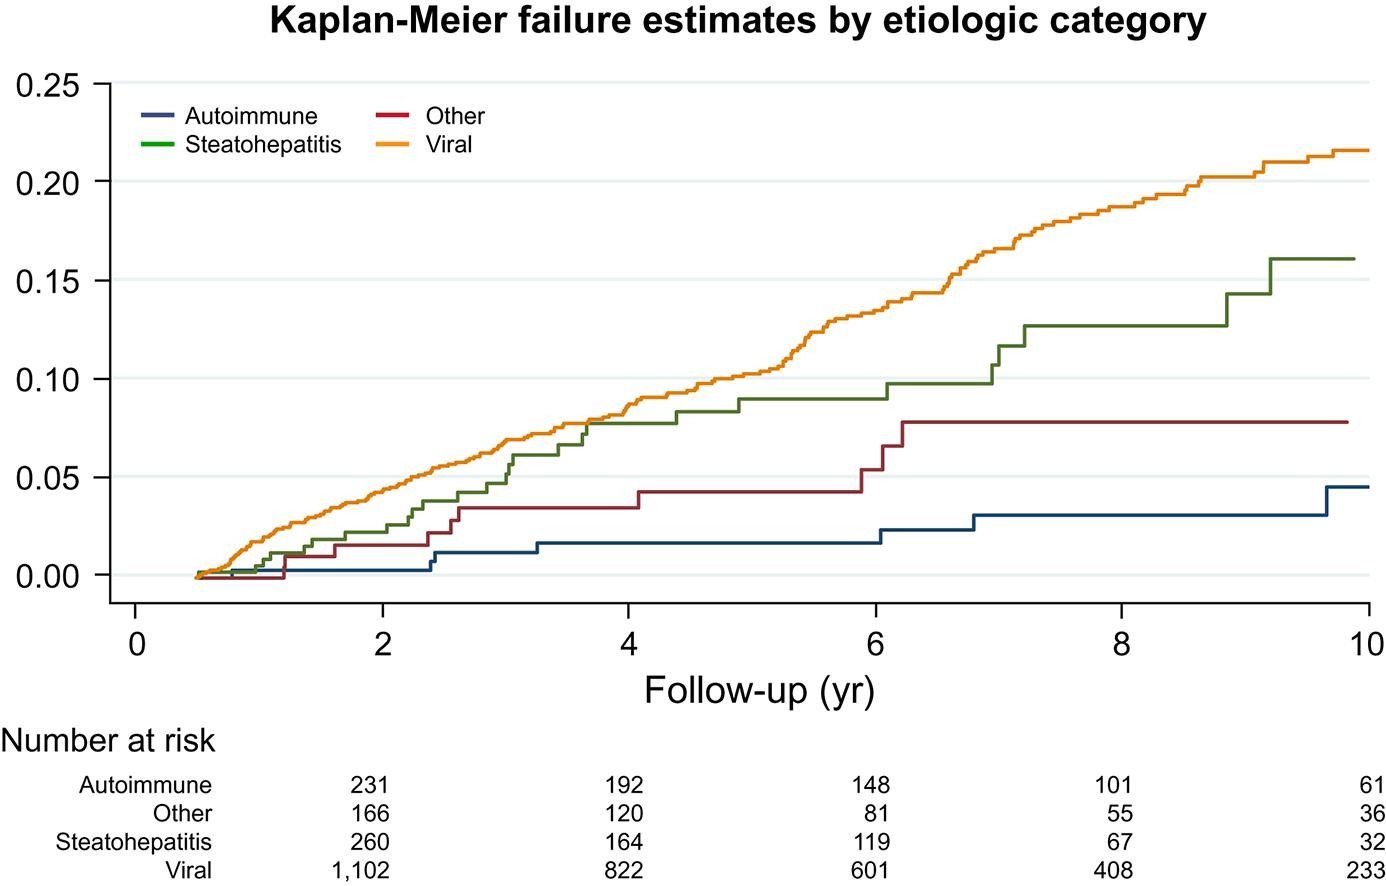 Kaplan-Meier failure estimates by etiologic category
0.25
Autoimmune Other
Steatohepatitis Viral
0.20
0.15
0.10
0.05
0.00
0 2 4 6 8 10
Follow-up (yr)
Number at risk
Autoimmune 231 192 148 101 61
Other 166 120 81 55 36
Steatohepatitis 260 164 119 67 32
Viral 1,102 822 601 408 233